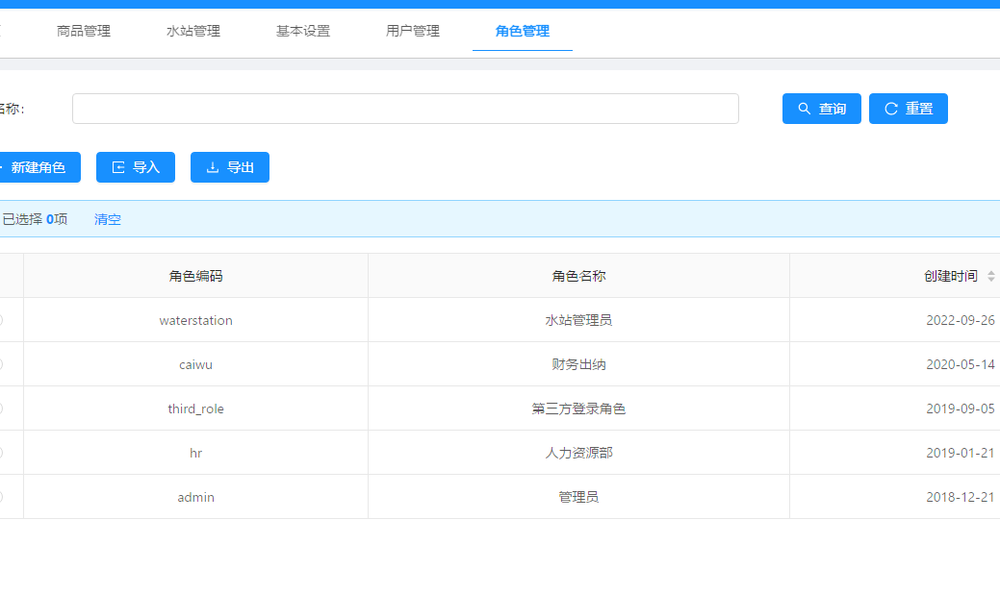 商品管理 水站管理 基本设置 用户管理 角色管理
名称： 查询 重置
新建角色 导入 导出
已选择 0项 清空
角色编码 角色名称 创建时间
waterstation 水站管理员 2022-09-26
caiwu 财务出纳 2020-05-14
third_role 第三方登录角色 2019-09-05
hr 人力资源部 2019-01-21
admin 管理员 2018-12-21